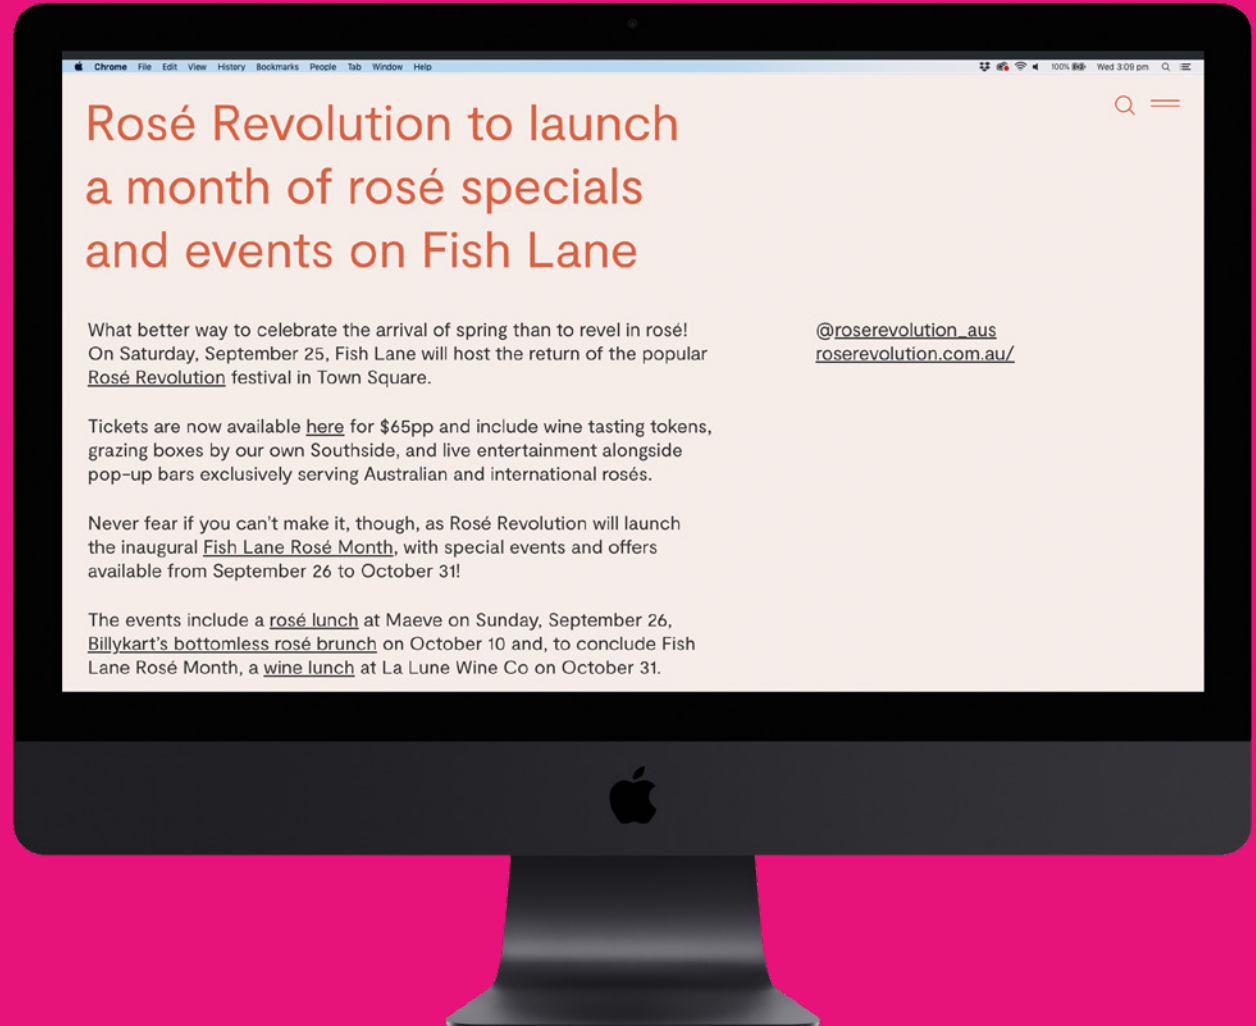 Chrome File Edit View History Bookmarks People Tab Window Help
100% Wed 3:09 pm
Rosé Revolution to launch
a month of rosé specials
and events on Fish Lane
What better way to celebrate the arrival of spring than to revel in rosé!
On Saturday, September 25, Fish Lane will host the return of the popular
Rosé Revolution festival in Town Square.
Tickets are now available here for $65pp and include wine tasting tokens,
grazing boxes by our own Southside, and live entertainment alongside
pop-up bars exclusively serving Australian and international rosés.
Never fear if you can't make it, though, as Rosé Revolution will launch
the inaugural Fish Lane Rosé Month, with special events and offers
available from September 26 to October 31!
The events include a rosé lunch at Maeve on Sunday, September 26,
Billykart's bottomless rosé brunch on October 10 and, to conclude Fish
Lane Rosé Month, a wine lunch at La Lune Wine Co on October 31.
@roserevolution_aus
roserevolution.com.au/